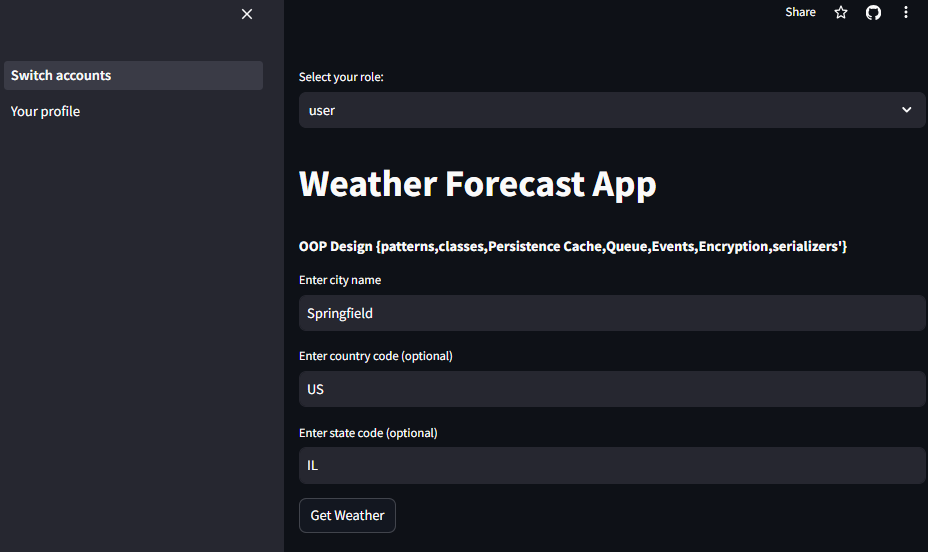 Share
Switch accounts
Your profile
Select your role:
user
Weather Forecast App
OOP Design {patterns,classes,Persistence Cache,Queue,Events,Encryption,serializers'}
Enter city name
Springfield
Enter country code (optional)
US
Enter state code (optional)
IL
Get Weather